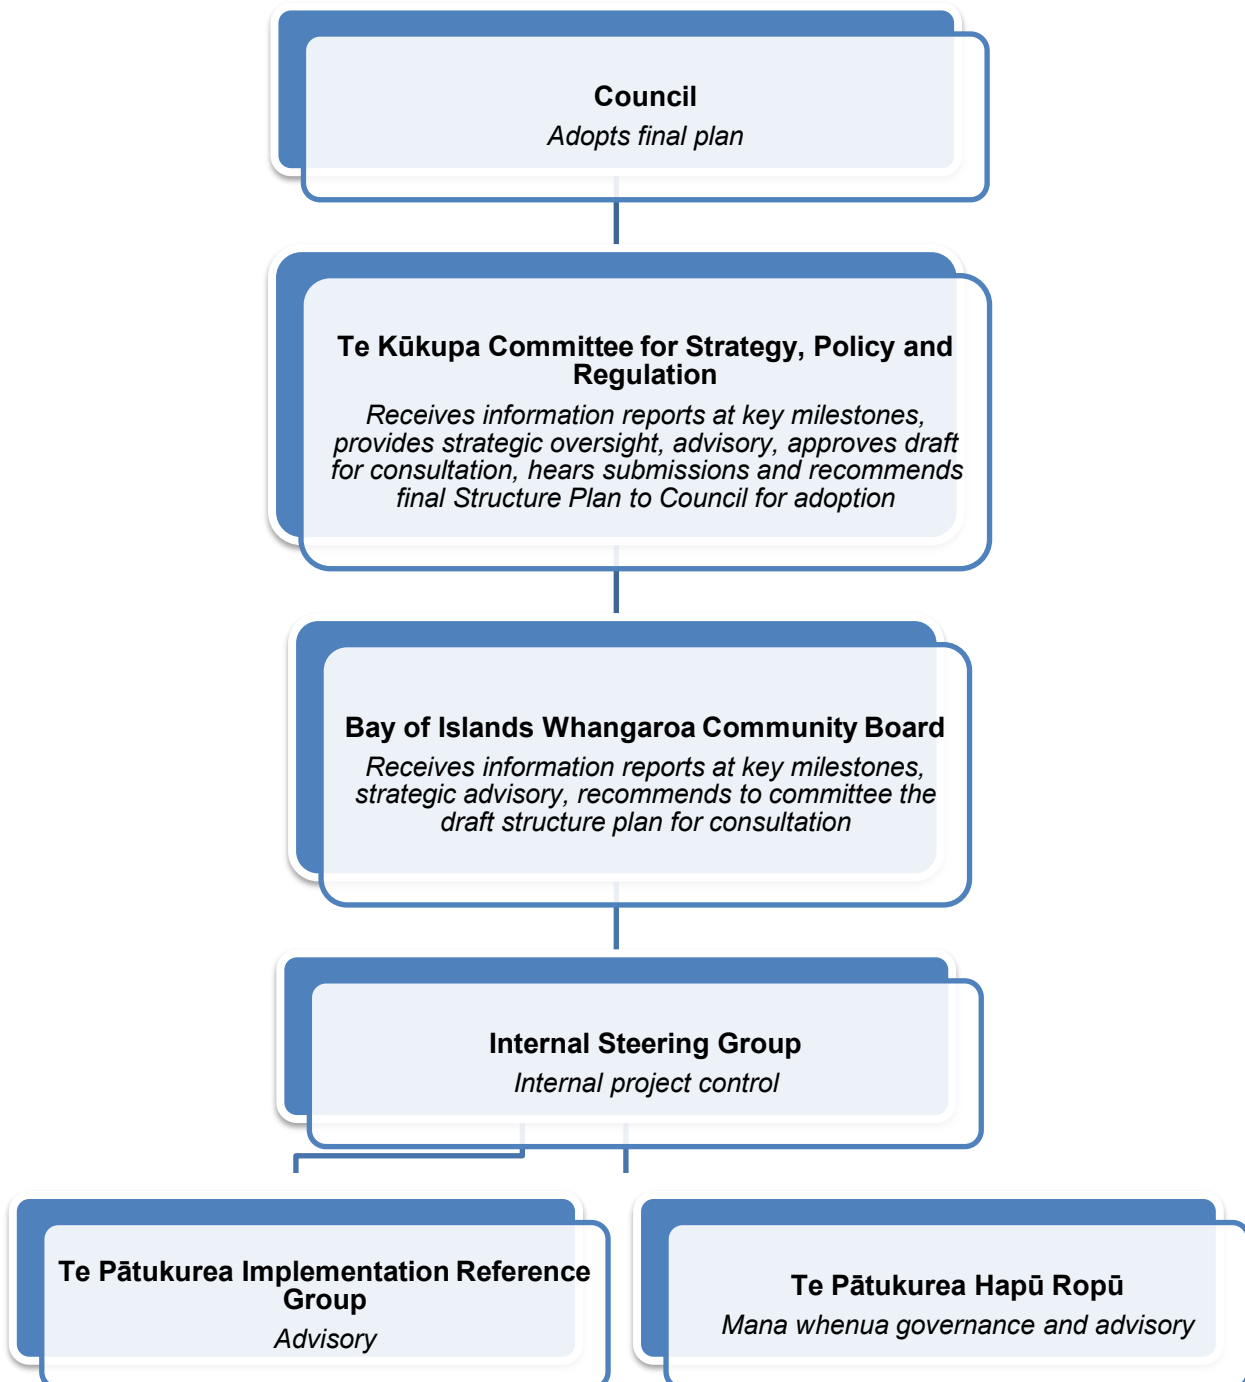 Council
Adopts final plan
Te Kūkupa Committee for Strategy, Policy and
Regulation
Receives information reports at key milestones,
provides strategic oversight, advisory, approves draft
for consultation, hears submissions and recommends
final Structure Plan to Council for adoption
Bay of Islands Whangaroa Community Board
Receives information reports at key milestones,
strategic advisory, recommends to committee the
draft structure plan for consultation
Internal Steering Group
Internal project control
Te Pātukurea Implementation Reference
Group
Advisory
Te Pātukurea Hapū Ropū
Mana whenua governance and advisory